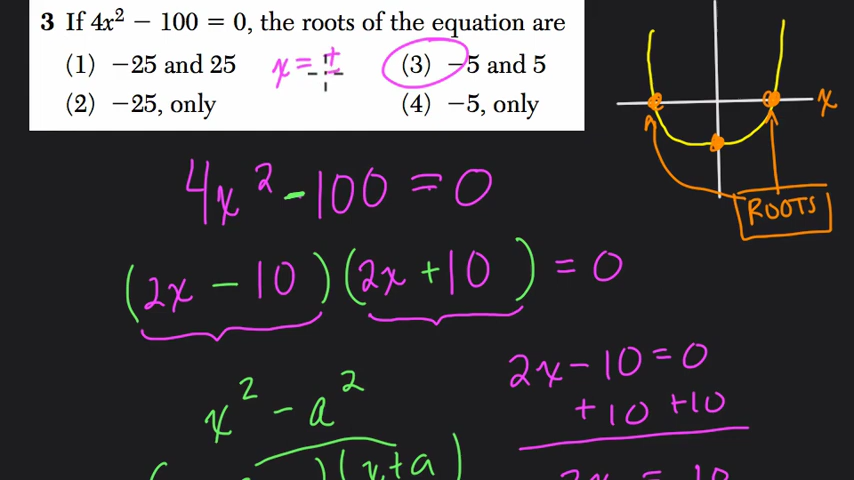 3 If 4x² − 100 = 0, the roots of the equation are
(1) −25 and 25
(3) −5 and 5
(2) −25, only
(4) −5, only
x = ±
x
ROOTS
4x² - 100 = 0
(2x - 10)(2x + 10) = 0
x² - a²
(x+a)
2x - 10 = 0
+ 10 +10
2x = 10